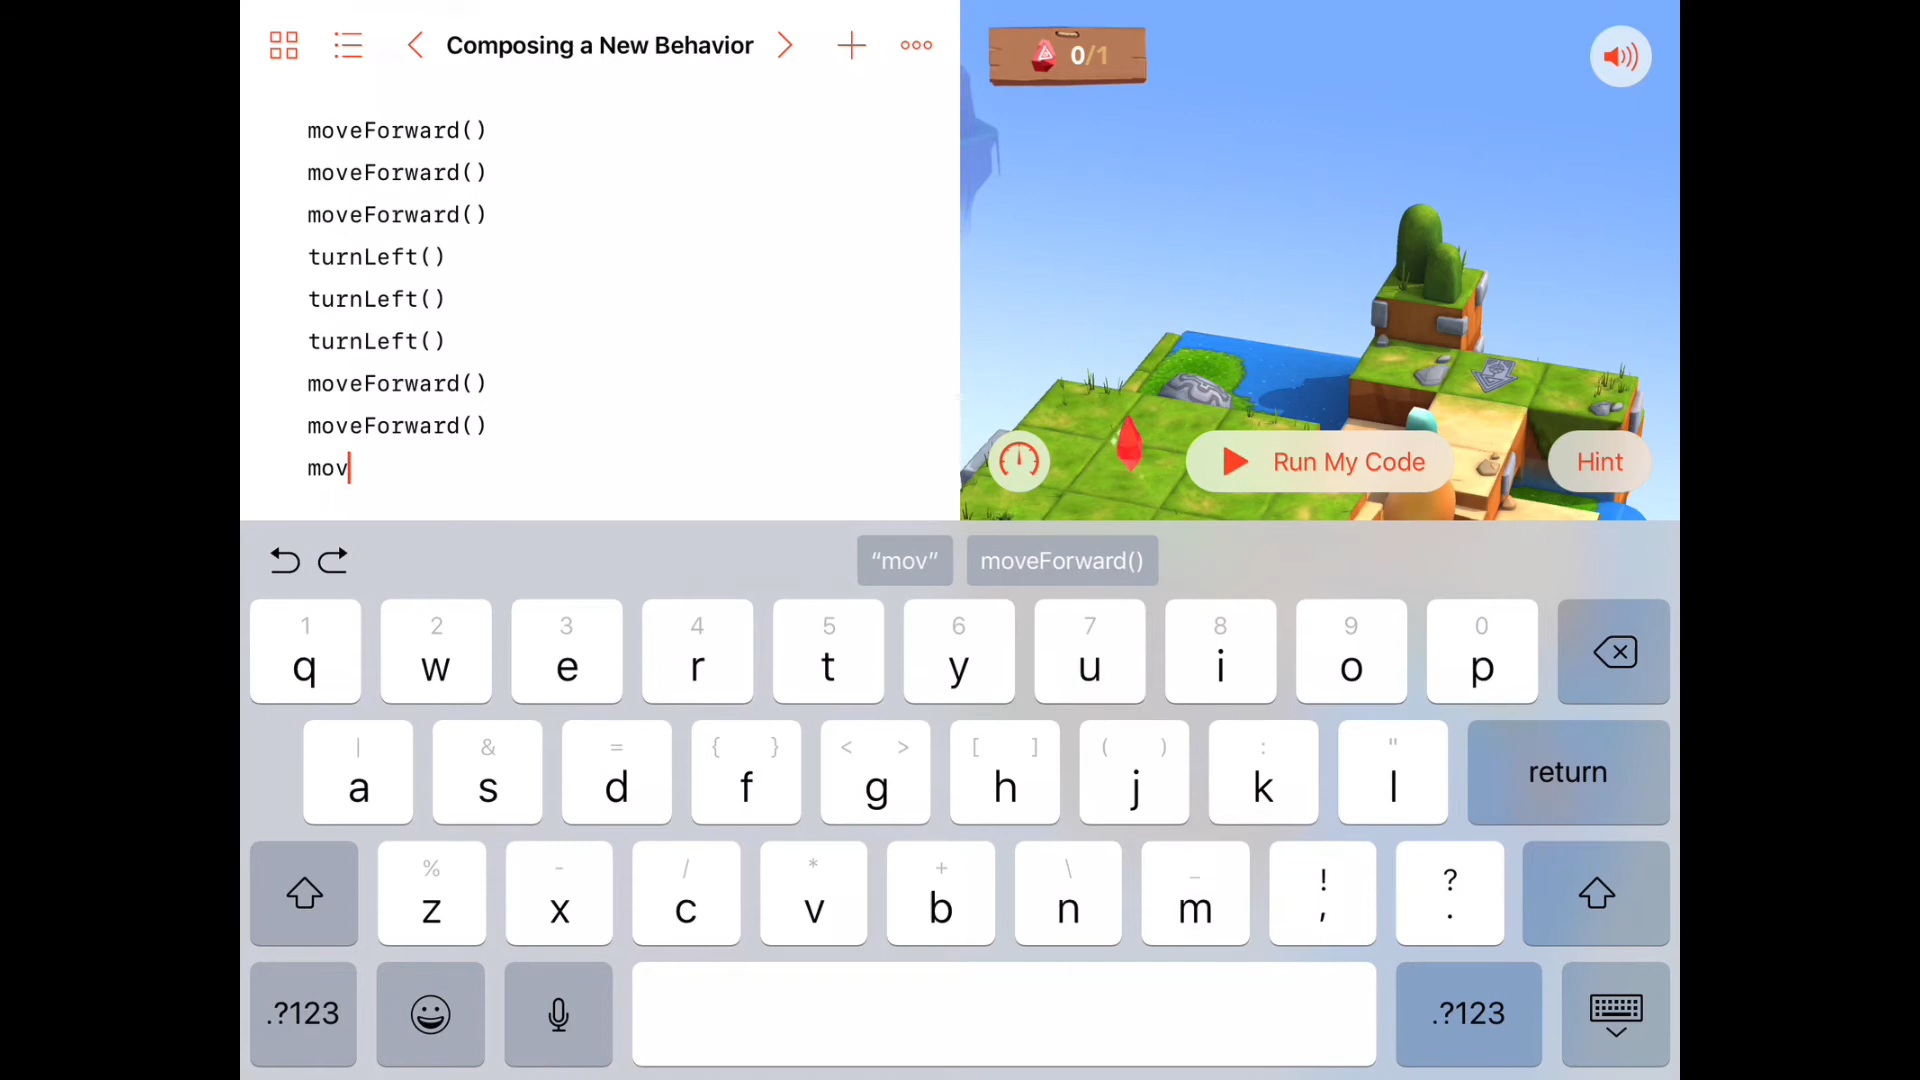 Composing a New Behavior
0/1
moveForward()
moveForward()
moveForward()
turnLeft()
turnLeft()
turnLeft()
moveForward()
moveForward()
mov
Run My Code
Hint
“mov” moveForward()
1 2 3 4 5 6 7 8 9 0
q w e r t y u i o p
| & = { } < > [ ] ( ) : "
a s d f g h j k l return
% - / * + \ _ ! ?
z x c v b n m , .
.?123 .?123